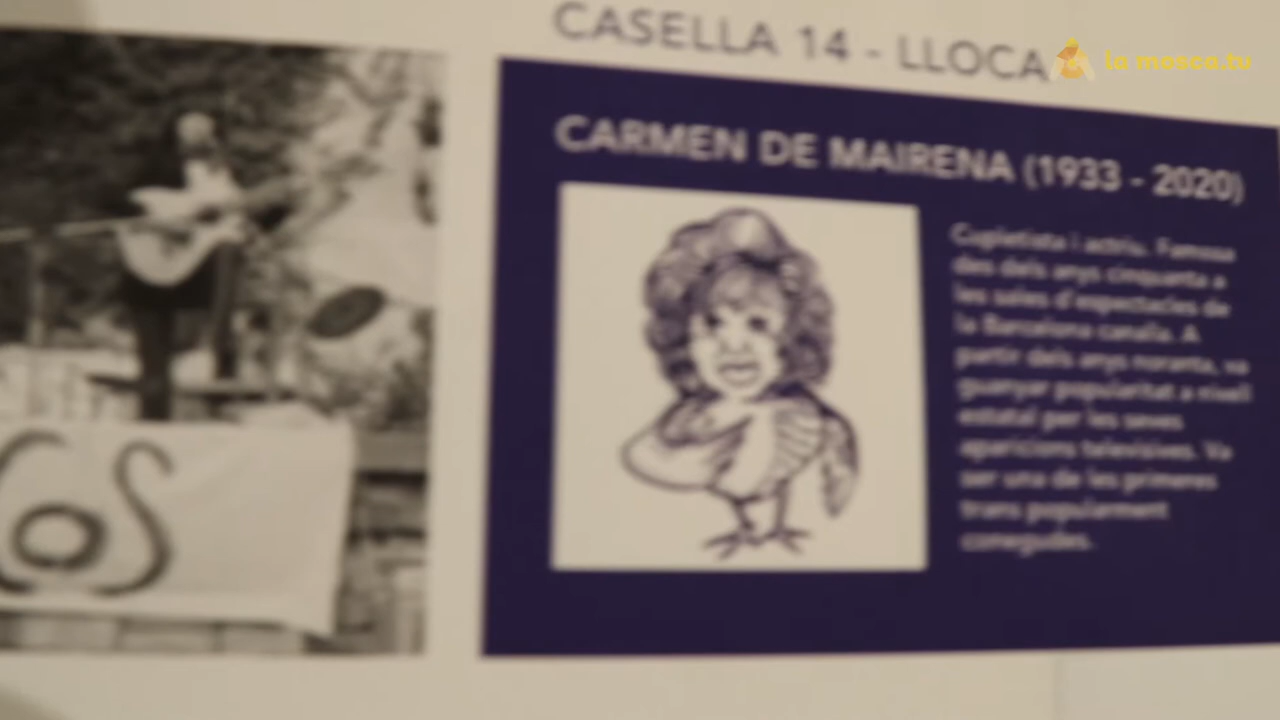 CASELLA 14 - LLOCA
la mosca.tv
CARMEN DE MAIRENA (1933 - 2020)
Cupletista i actriu. Famosa
des dels anys cinquanta a
les sales d'espectacles de
la Barcelona canalla. A
partir dels anys noranta, va
guanyar popularitat a nivell
estatal per les seves
aparicions televisives. Va
ser una de les primeres
trans popularment
conegudes.
COS